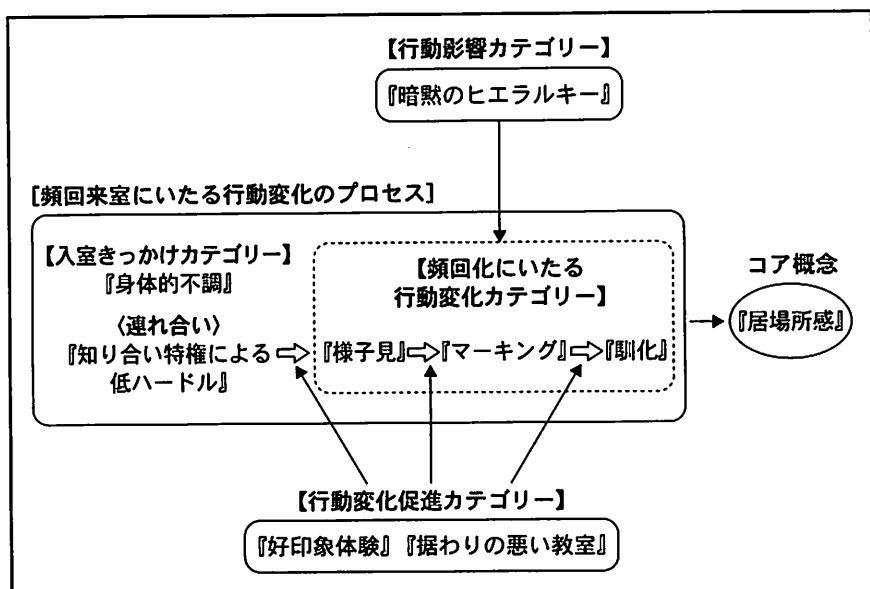 【行動影響カテゴリー】
『暗黙のヒエラルキー』
[頻回来室にいたる行動変化のプロセス]
【入室きっかけカテゴリー】
『身体的不調』
〈連れ合い〉
『知り合い特権による
低ハードル』
【頻回化にいたる
行動変化カテゴリー】
『様子見』⇨『マーキング』⇨『馴化』
コア概念
『居場所感』
【行動変化促進カテゴリー】
『好印象体験』『据わりの悪い教室』